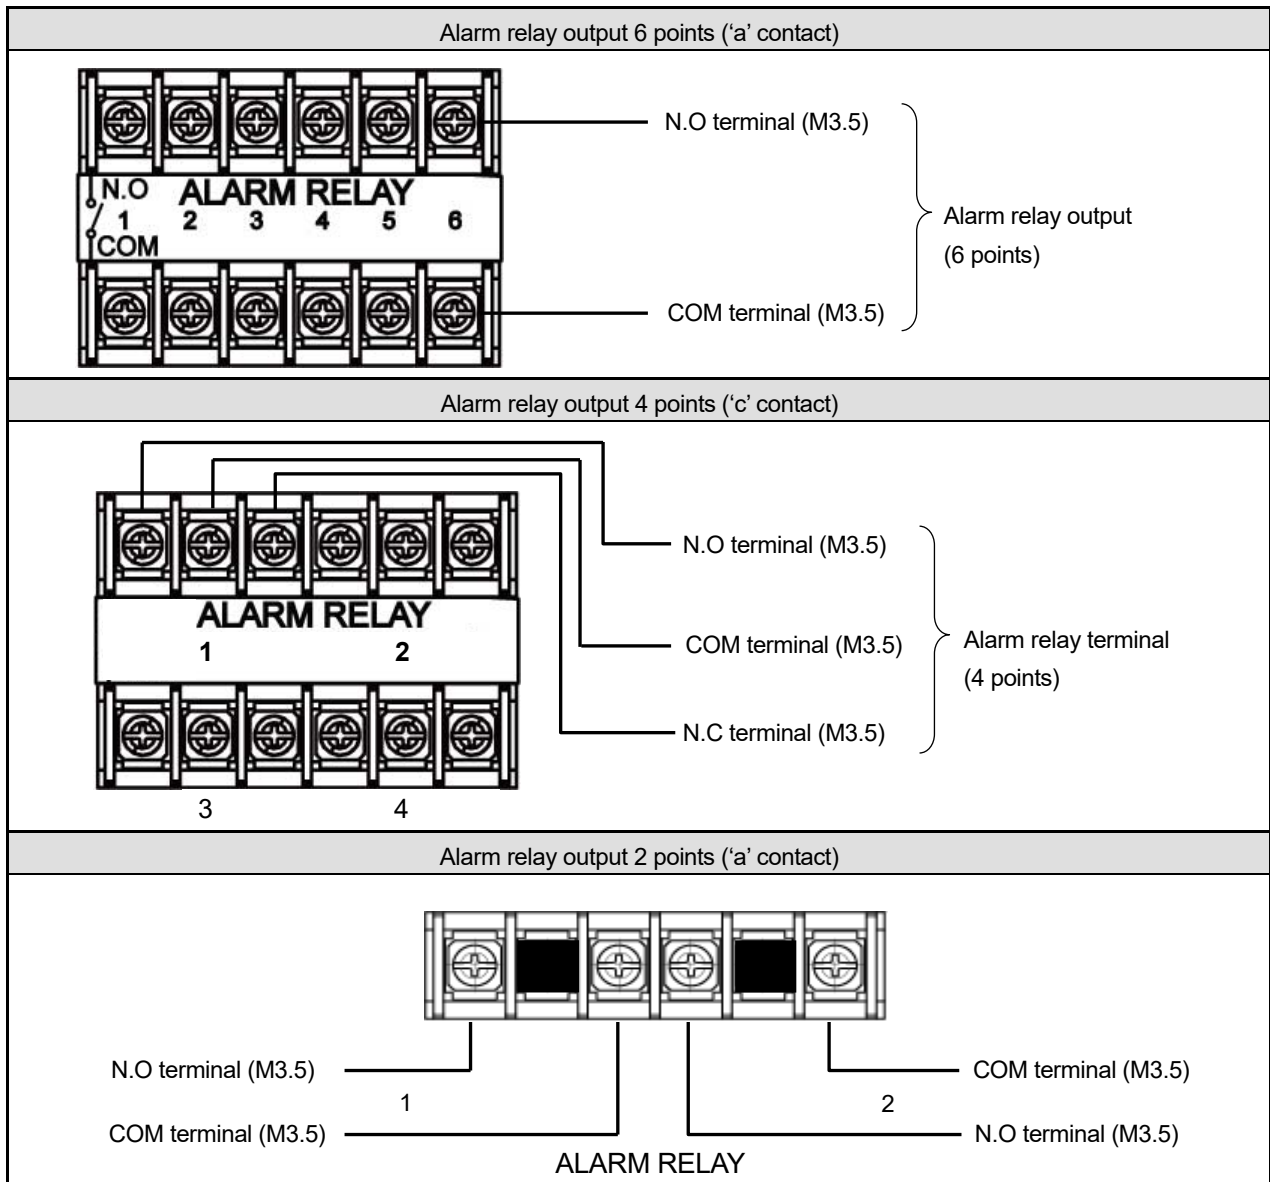 Alarm relay output 6 points (‘a’ contact)
N.O terminal (M3.5)
N.O ALARM RELAY
1 2 3 4 5 6
COM
Alarm relay output
(6 points)
COM terminal (M3.5)
Alarm relay output 4 points (‘c’ contact)
N.O terminal (M3.5)
ALARM RELAY
1 2
COM terminal (M3.5)
Alarm relay terminal
(4 points)
N.C terminal (M3.5)
3 4
Alarm relay output 2 points (‘a’ contact)
N.O terminal (M3.5)
COM terminal (M3.5)
1 2
COM terminal (M3.5)
N.O terminal (M3.5)
ALARM RELAY